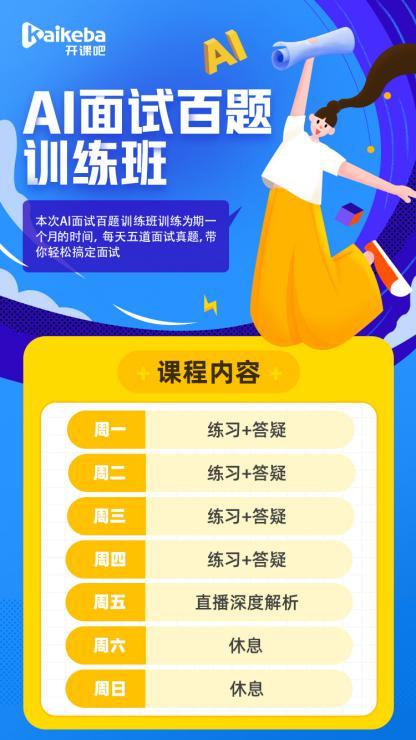 Kaikeba
开课吧
AI
AI面试百题
训练班
本次AI面试百题训练班训练为期一
个月的时间，每天五道面试真题，带
你轻松搞定面试
+ 课程内容 +
周一 练习+答疑
周二 练习+答疑
周三 练习+答疑
周四 练习+答疑
周五 直播深度解析
周六 休息
周日 休息